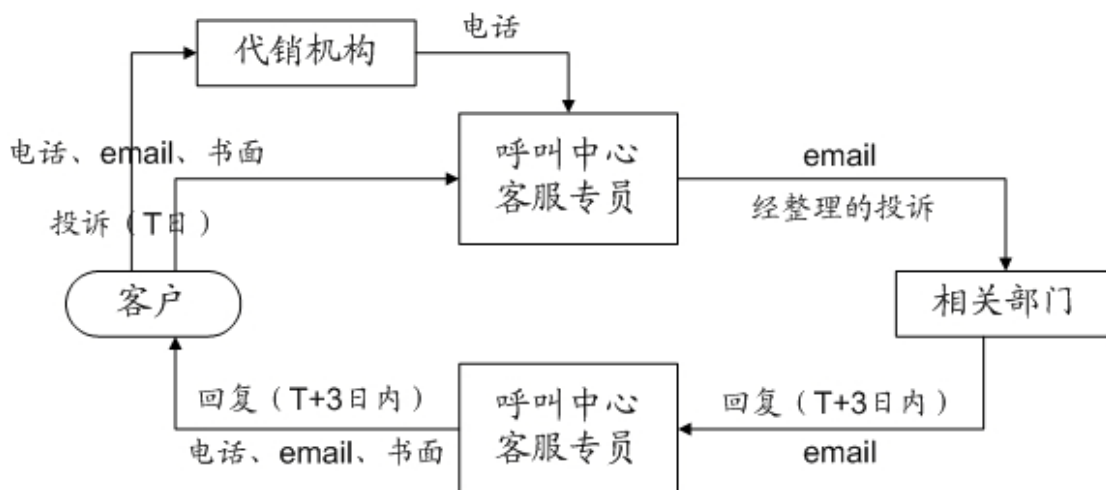 代销机构
电话
电话、email、书面
呼叫中心
客服专员
email
经整理的投诉
投诉（T日）
客户
相关部门
回复（T+3日内）
电话、email、书面
呼叫中心
客服专员
回复（T+3日内）
email